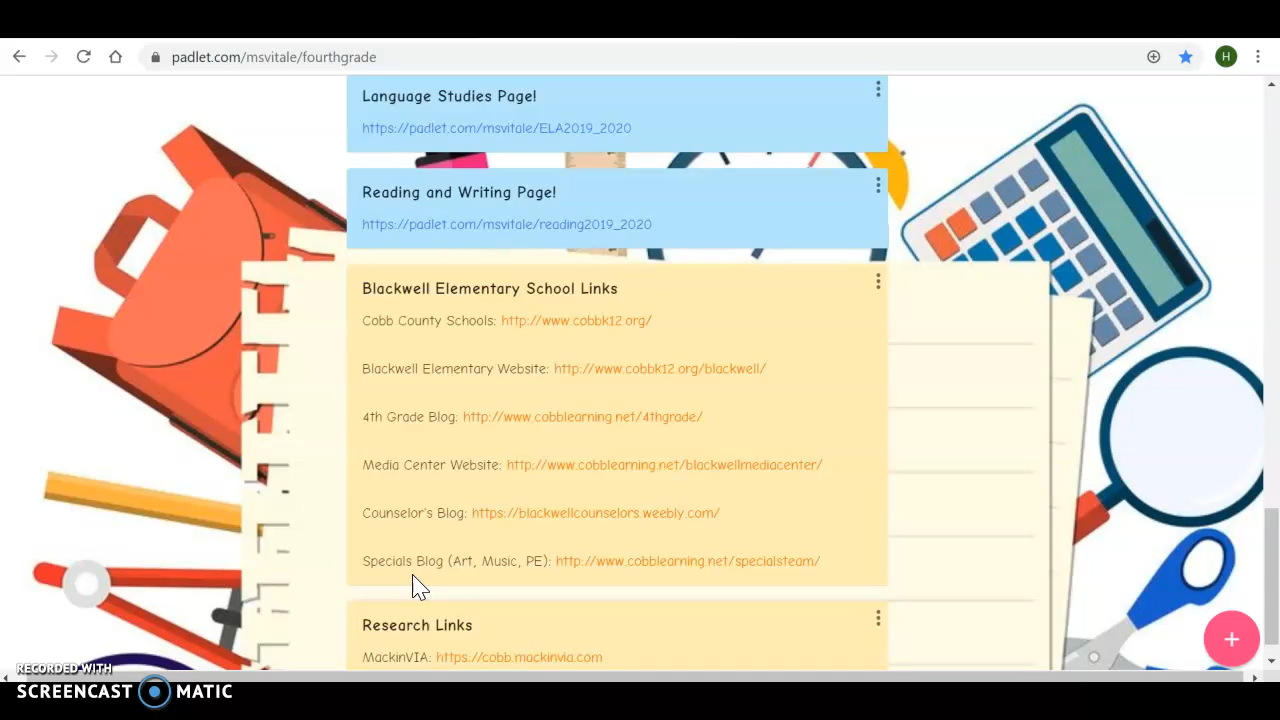 padlet.com/msvitale/fourthgrade
H
Language Studies Page!
https://padlet.com/msvitale/ELA2019_2020
Reading and Writing Page!
https://padlet.com/msvitale/reading2019_2020
Blackwell Elementary School Links
Cobb County Schools: http://www.cobbk12.org/
Blackwell Elementary Website: http://www.cobbk12.org/blackwell/
4th Grade Blog: http://www.cobblearning.net/4thgrade/
Media Center Website: http://www.cobblearning.net/blackwellmediacenter/
Counselor's Blog: https://blackwellcounselors.weebly.com/
Specials Blog (Art, Music, PE): http://www.cobblearning.net/specialsteam/
Research Links
MackinVIA: https://cobb.mackinvia.com
RECORDED WITH
SCREENCAST MATIC